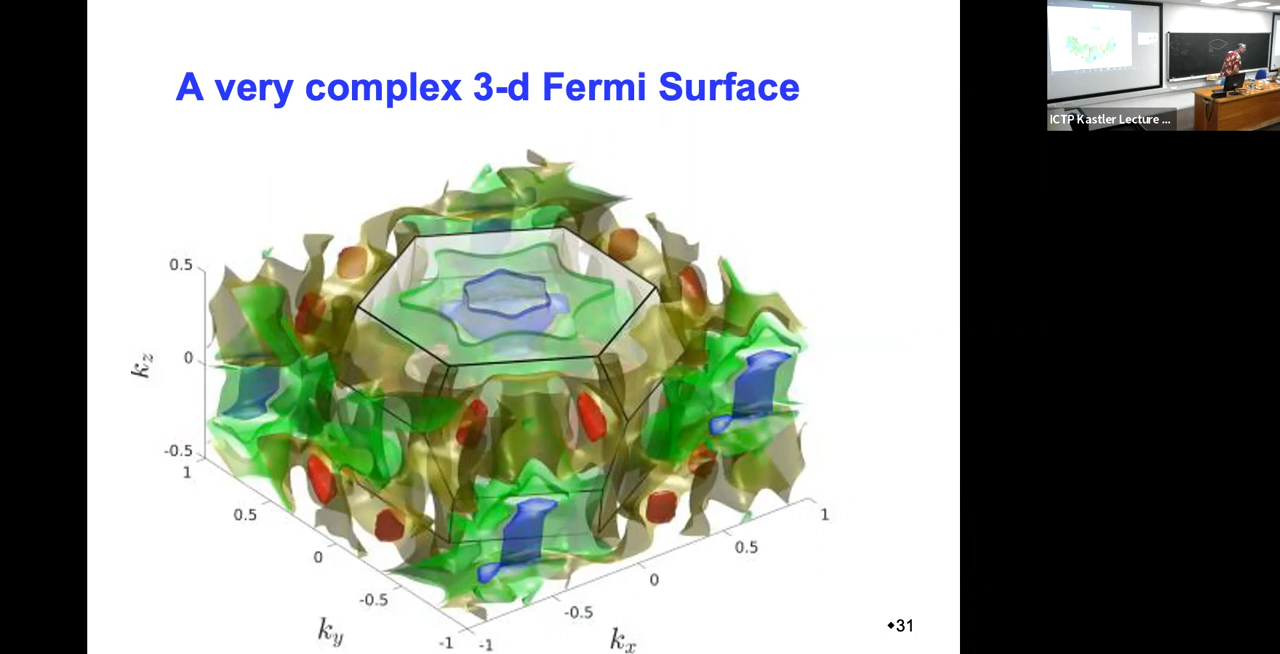 A very complex 3-d Fermi Surface
ICTP Kastler Lecture ...
0.5
0
-0.5
k_z
1
0.5
0
-0.5
-1
k_y
-1
-0.5
0
0.5
1
k_x
◆31